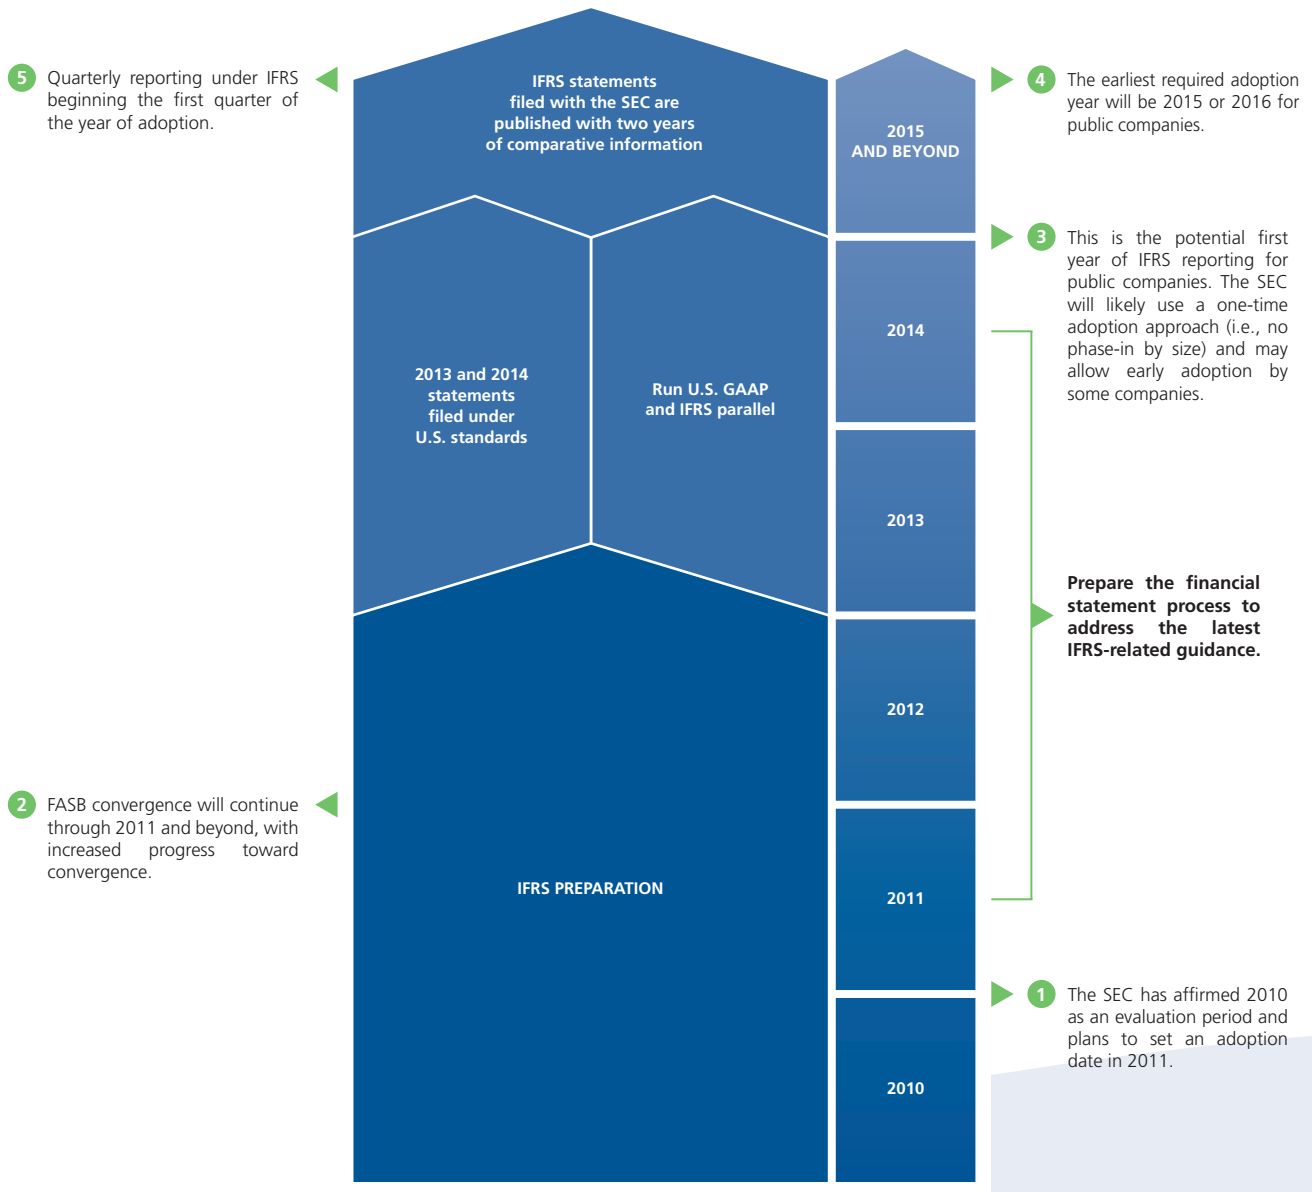 5
Quarterly reporting under IFRS
beginning the first quarter of
the year of adoption.
IFRS statements
filed with the SEC are
published with two years
of comparative information
2015
AND BEYOND
4
The earliest required adoption
year will be 2015 or 2016 for
public companies.
3
This is the potential first
year of IFRS reporting for
public companies. The SEC
will likely use a one-time
adoption approach (i.e., no
phase-in by size) and may
allow early adoption by
some companies.
2014
2013 and 2014
statements
filed under
U.S. standards
Run U.S. GAAP
and IFRS parallel
2013
Prepare the financial
statement process to
address the latest
IFRS-related guidance.
2012
2
FASB convergence will continue
through 2011 and beyond, with
increased progress toward
convergence.
IFRS PREPARATION
2011
1
The SEC has affirmed 2010
as an evaluation period and
plans to set an adoption
date in 2011.
2010